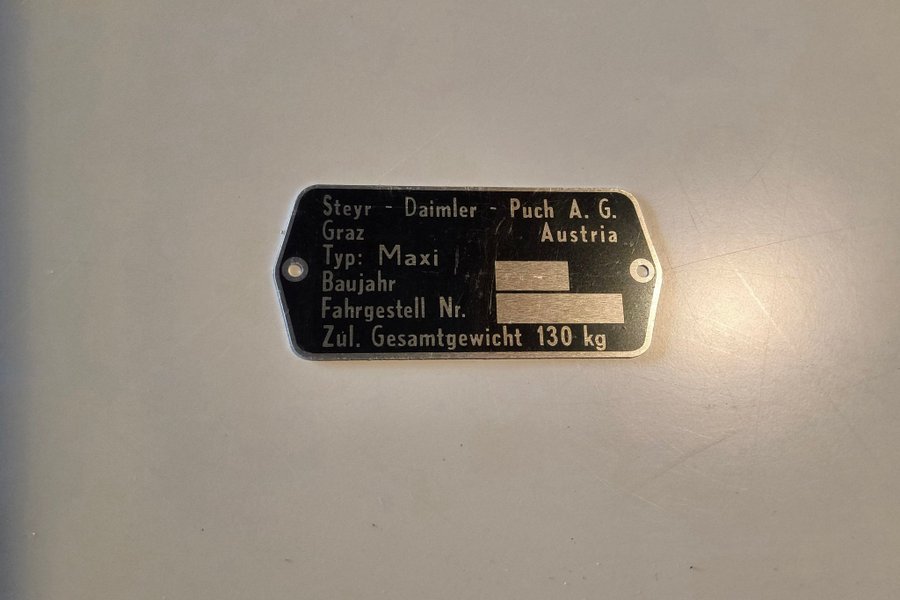 Steyr - Daimler - Puch A. G.
Graz Austria
Typ: Maxi
Baujahr
Fahrgestell Nr.
Zul. Gesamtgewicht 130 kg